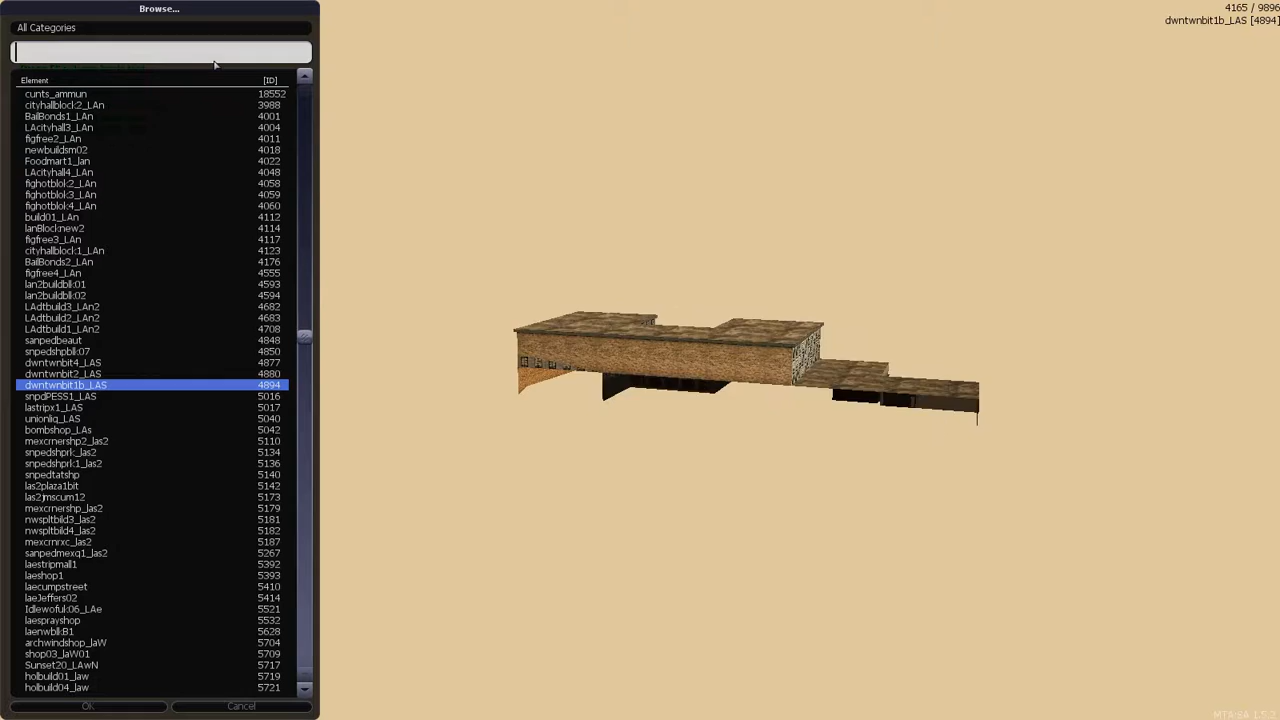 Browse...
4165 / 9896
dwntwnbit1b_LAS [4894]
All Categories
Element [ID]
cunts_ammun 18552
cityhallblock2_LAn 3988
BailBonds1_LAn 4001
LAcityhall3_LAn 4004
figfree2_LAn 4011
newbuildsm02 4018
Foodmart1_lan 4022
LAcityhall4_LAn 4048
fighotblok2_LAn 4058
fighotblok3_LAn 4059
fighotblok4_LAn 4060
build01_LAn 4112
lanBlocknew2 4114
figfree3_LAn 4117
cityhallblock1_LAn 4123
BailBonds2_LAn 4176
figfree4_LAn 4555
lan2buildblk01 4593
lan2buildblk02 4594
LAdtbuild3_LAn2 4682
LAdtbuild2_LAn2 4683
LAdtbuild1_LAn2 4708
sanpedbeaut 4848
snpedshpblk07 4850
dwntwnbit4_LAS 4877
dwntwnbit2_LAS 4880
dwntwnbit1b_LAS 4894
snpdPESS1_LAS 5016
lastripx1_LAS 5017
unionliq_LAS 5040
bombshop_LAs 5042
mexcrnershp2_las2 5110
snpedshprk_las2 5134
snpedshprk1_las2 5136
snpedtatshp 5140
las2plaza1bit 5142
las2jmscum12 5173
mexcrnershp_las2 5179
nwspltbild3_las2 5181
nwspltbild4_las2 5182
mexcrnrxc_las2 5187
sanpedmexq1_las2 5267
laestripmall1 5392
laeshop1 5393
laecumpstreet 5410
laeJeffers02 5414
Idlewofuk06_LAe 5521
laesprayshop 5532
laenwblkB1 5628
archwindshop_laW 5704
shop03_laW01 5709
Sunset20_LAwN 5717
holbuild01_law 5719
holbuild04_law 5721
OK Cancel